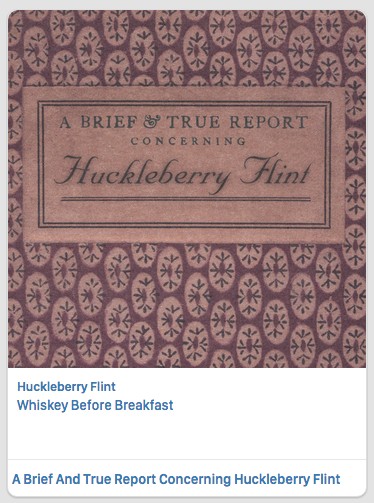 A BRIEF & TRUE REPORT
CONCERNING
Huckleberry Flint
Huckleberry Flint
Whiskey Before Breakfast
A Brief And True Report Concerning Huckleberry Flint